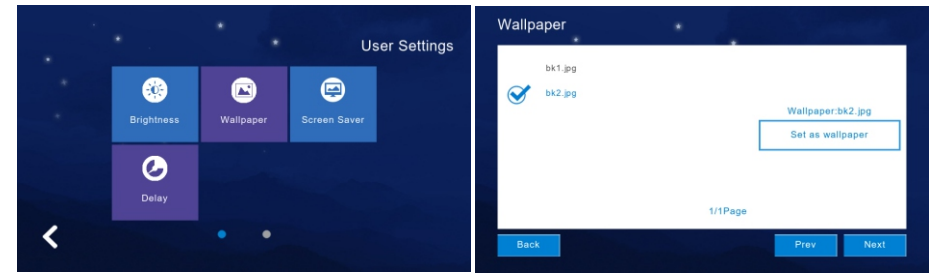 User Settings
Brightness
Wallpaper
Screen Saver
Delay
Wallpaper
bk1.jpg
bk2.jpg
Wallpaper:bk2.jpg
Set as wallpaper
1/1Page
Back
Prev
Next